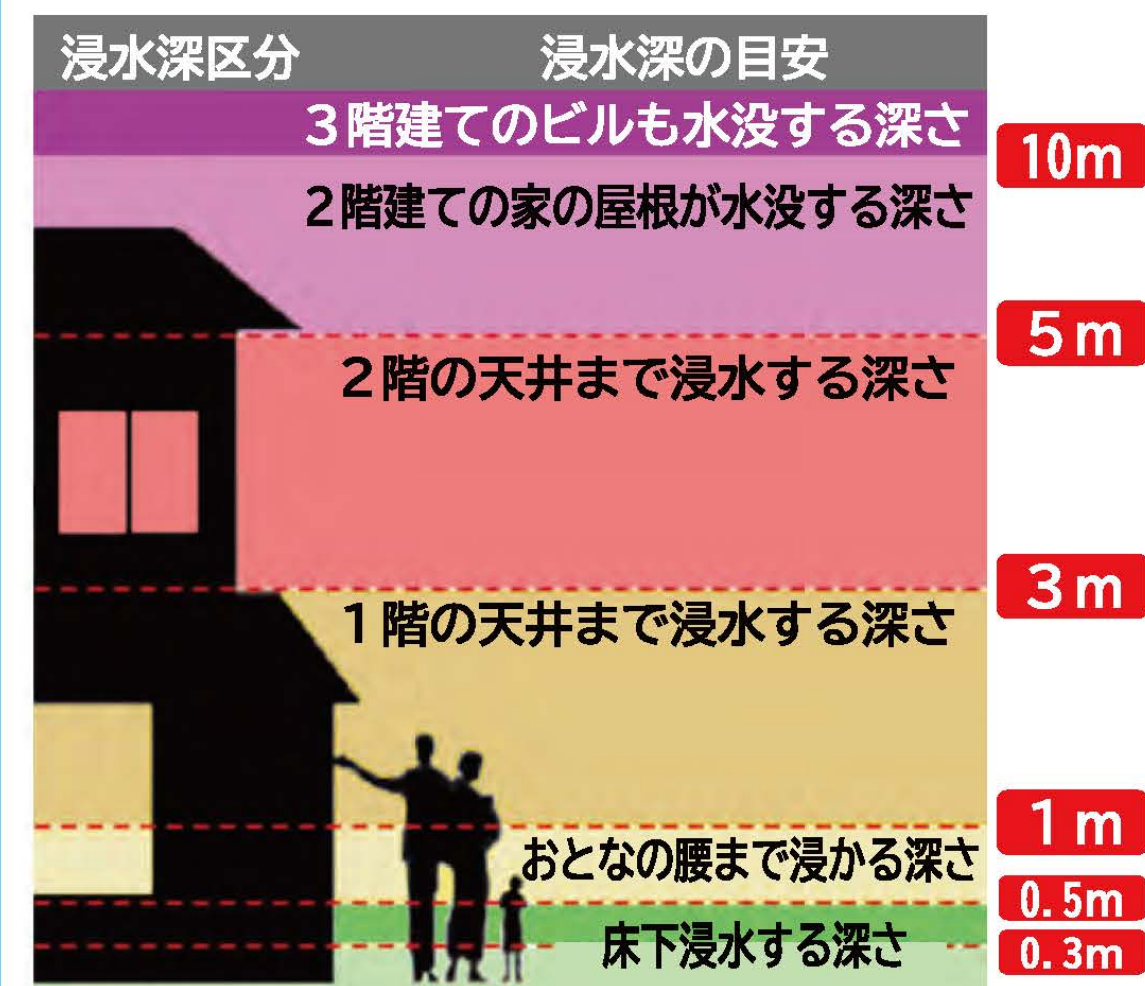 浸水深区分 浸水深の目安
3階建てのビルも水没する深さ
10m
2階建ての家の屋根が水没する深さ
5m
2階の天井まで浸水する深さ
3m
1階の天井まで浸水する深さ
1m
おとなの腰まで浸かる深さ
0.5m
床下浸水する深さ
0.3m